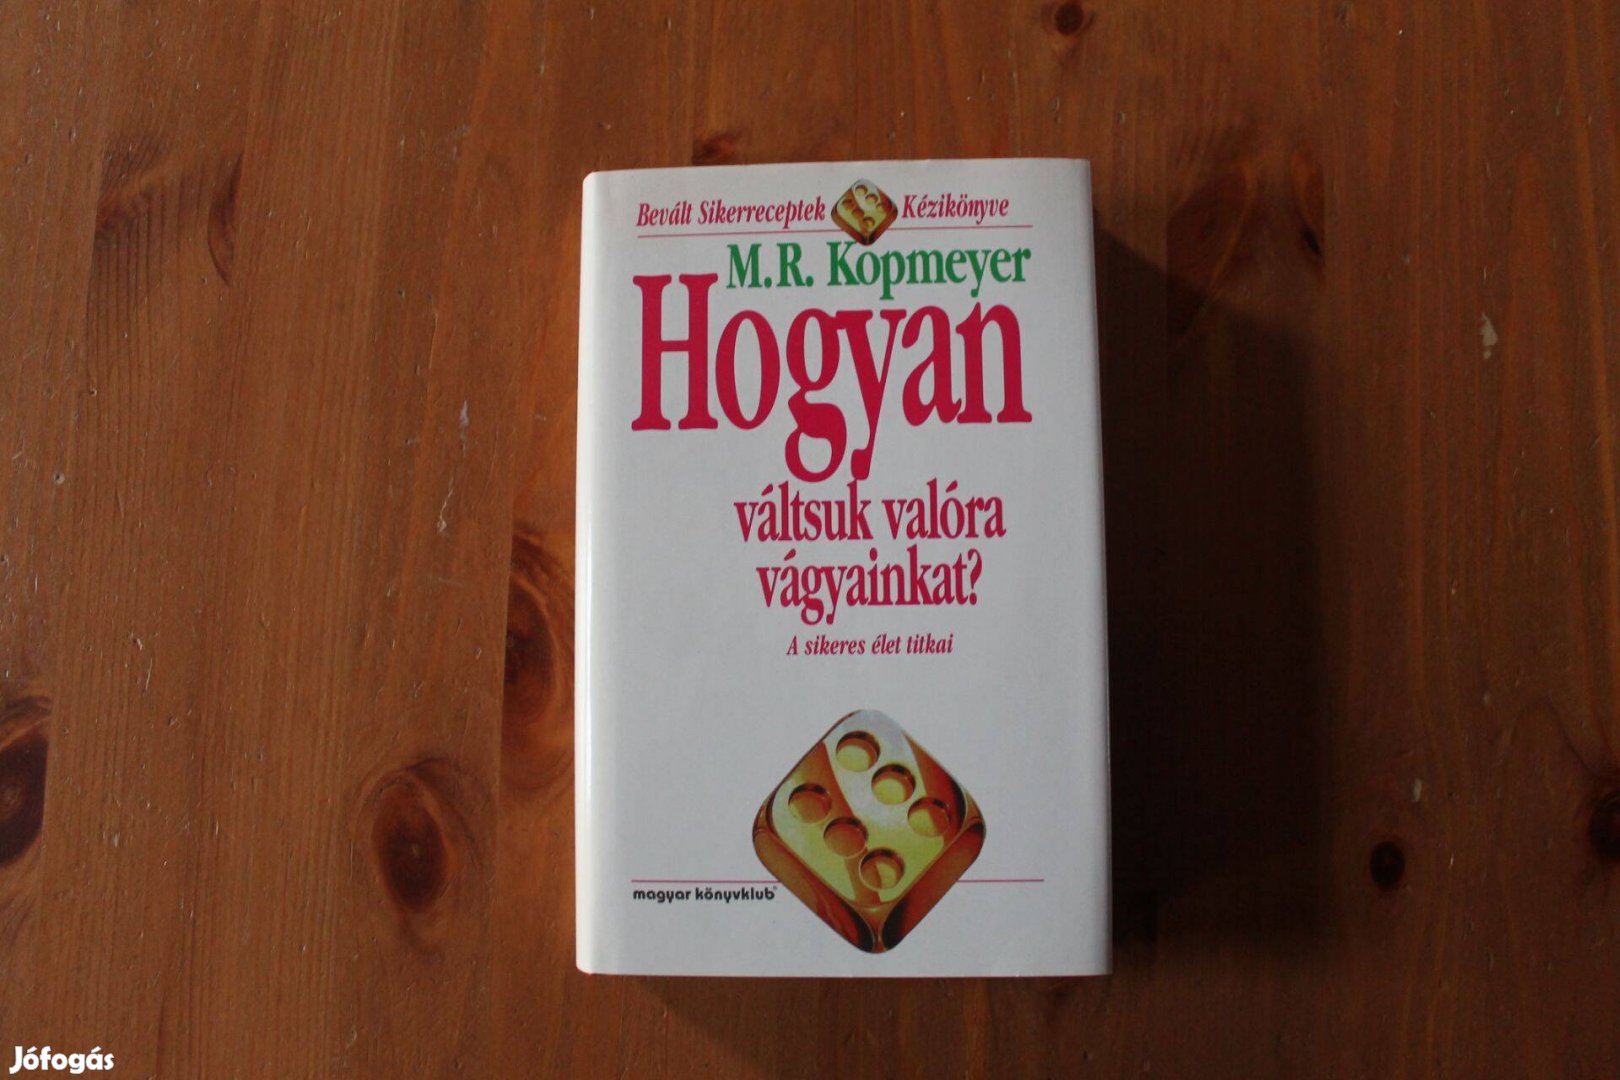 Bevált Sikerreceptek Kézikönyve
M.R. Kopmeyer
Hogyan
váltsuk valóra
vágyainkat?
A sikeres élet titkai
magyar könyvklub
Jófogás